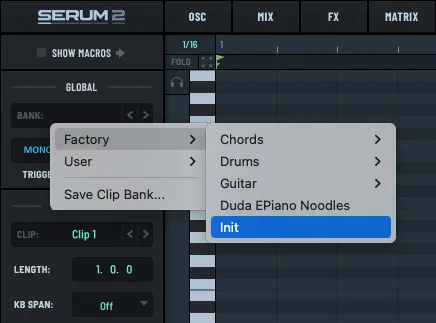 SERUM 2
OSC
MIX
FX
MATRIX
SHOW MACROS
1/16
1
FOLD
GLOBAL
BANK:
Factory
User
Save Clip Bank...
Chords
Drums
Guitar
Duda EPiano Noodles
Init
MONO
CLIP:
Clip 1
LENGTH:
1. 0. 0
KB SPAN:
Off